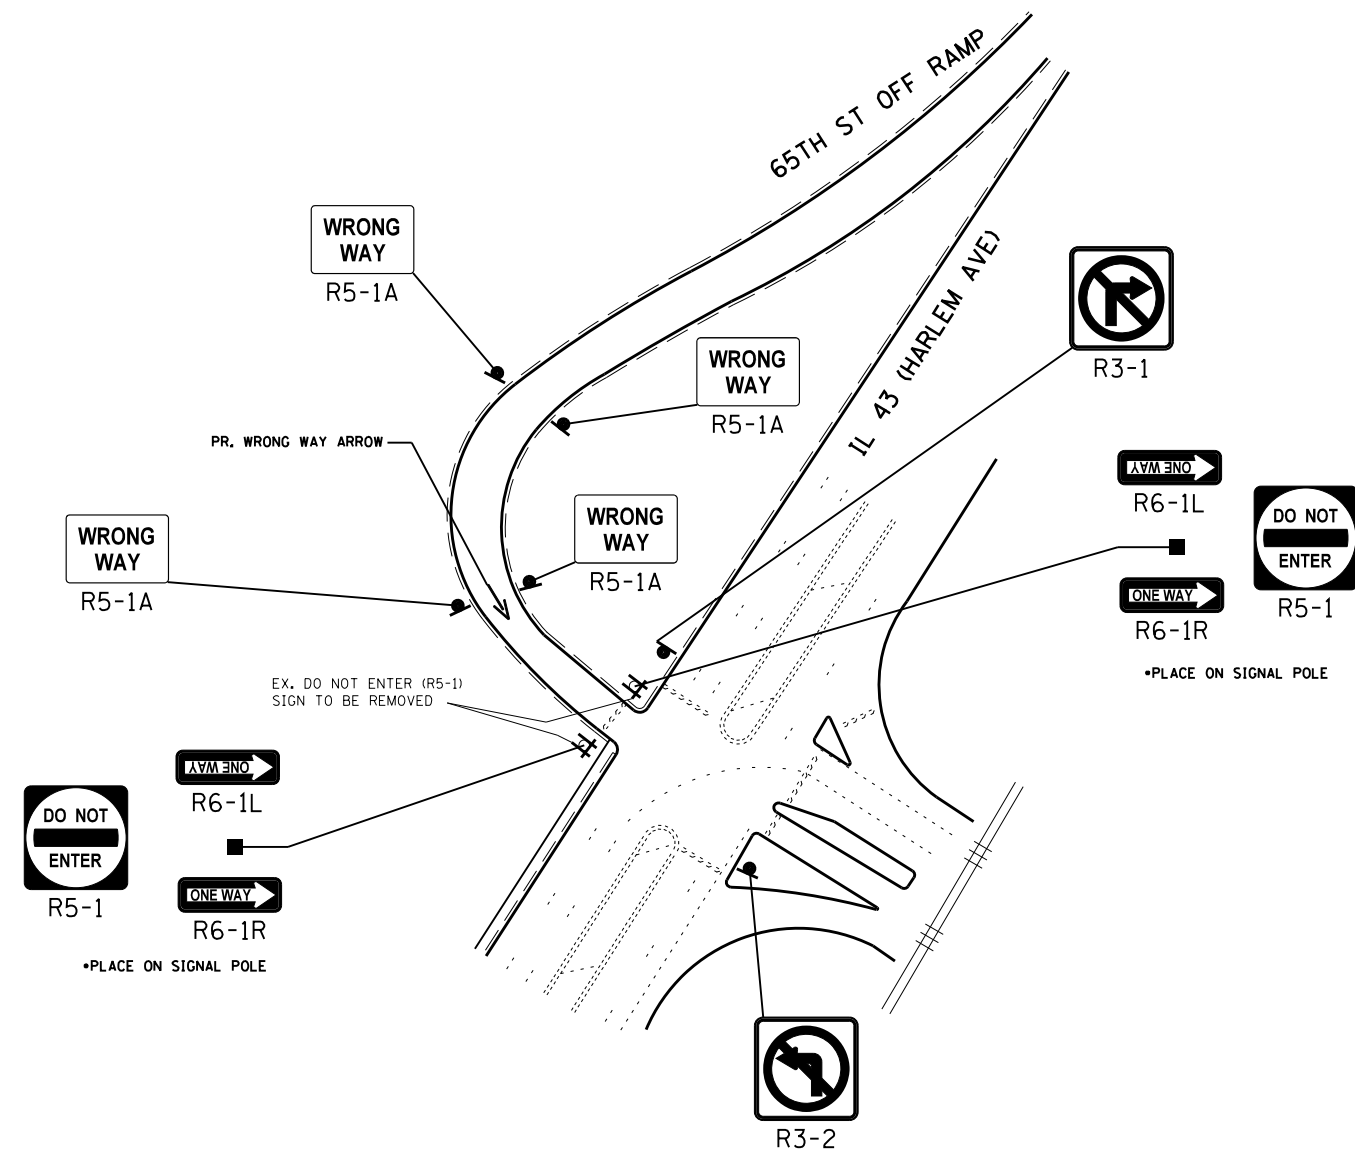 65TH ST OFF RAMP
WRONG
WAY
R5-1A
IL 43 (HARLEM AVE)
R3-1
WRONG
WAY
R5-1A
PR. WRONG WAY ARROW
ONE WAY
R6-1L
DO NOT
ENTER
R5-1
ONE WAY
R6-1R
•PLACE ON SIGNAL POLE
WRONG
WAY
R5-1A
WRONG
WAY
R5-1A
EX. DO NOT ENTER (R5-1)
SIGN TO BE REMOVED
ONE WAY
R6-1L
DO NOT
ENTER
R5-1
ONE WAY
R6-1R
•PLACE ON SIGNAL POLE
R3-2